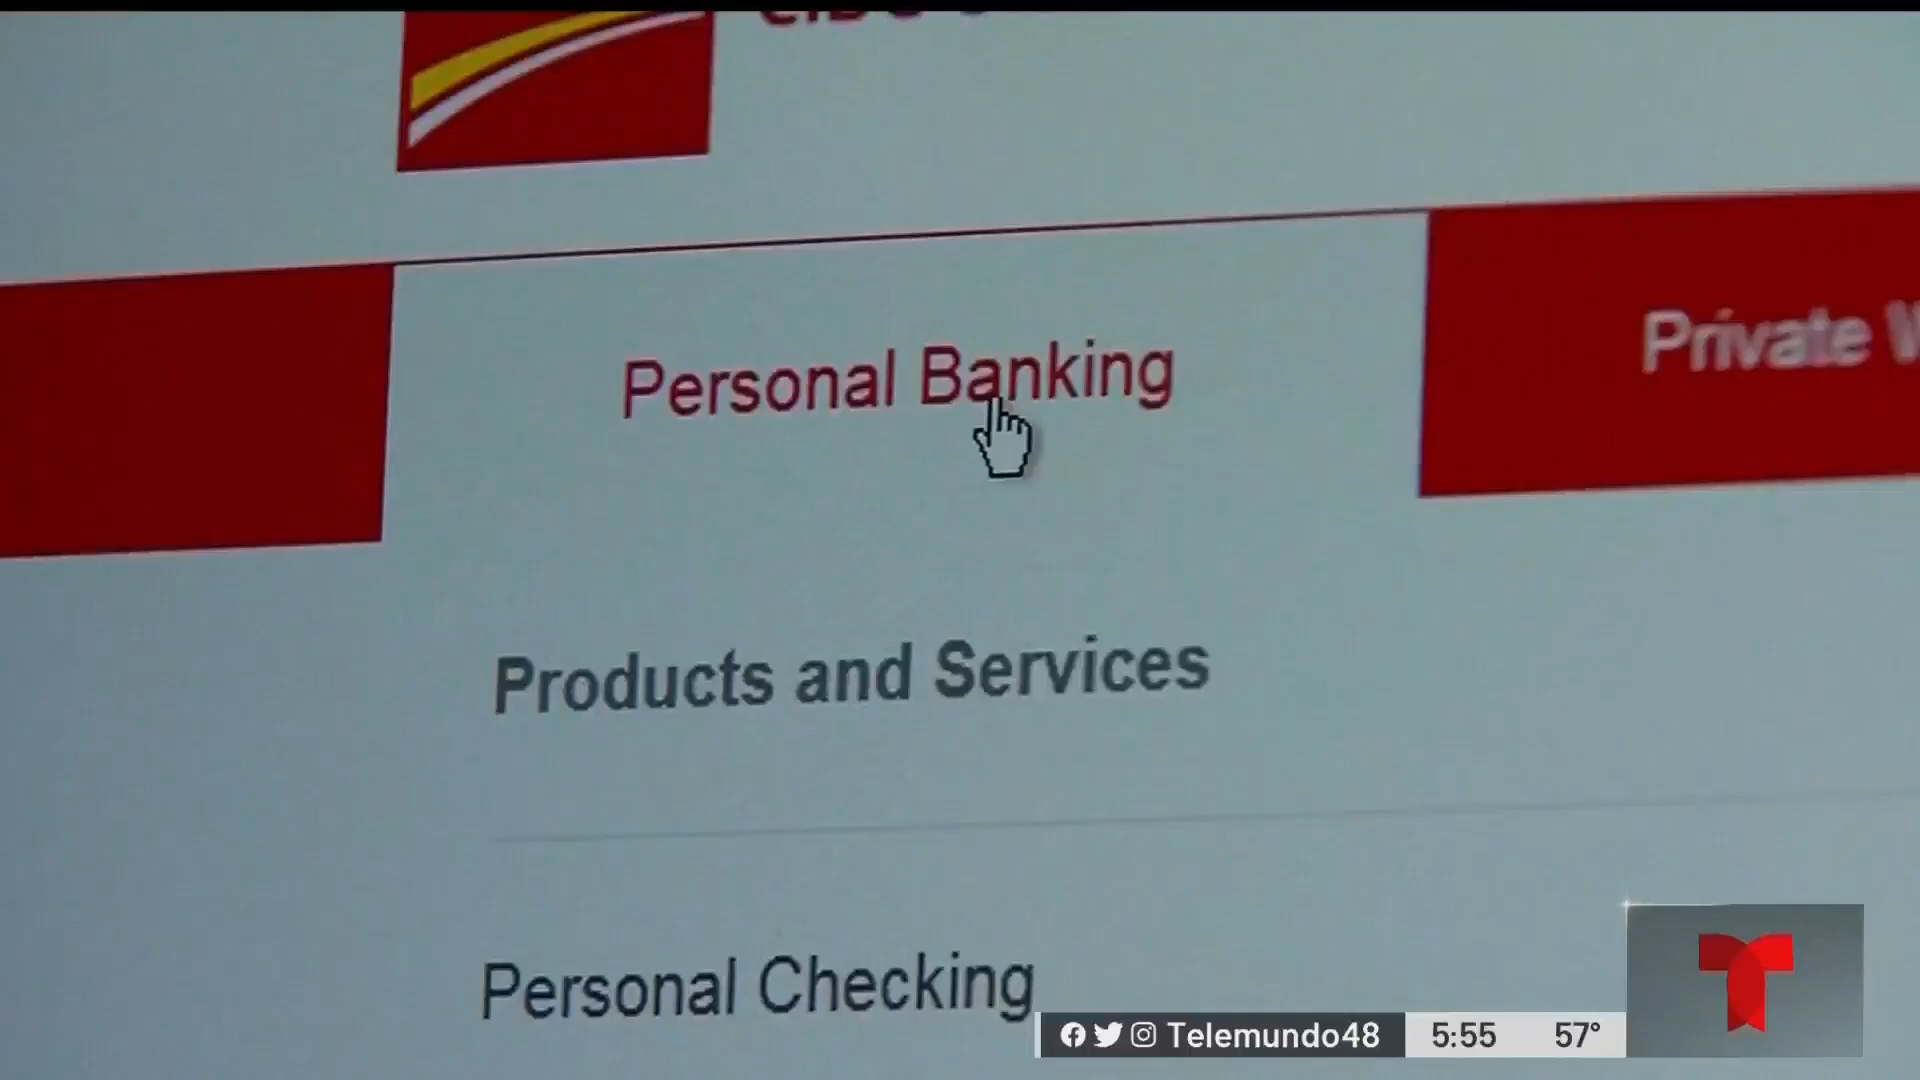 Personal Banking
Private
Products and Services
Personal Checking
Telemundo48 5:55 57°